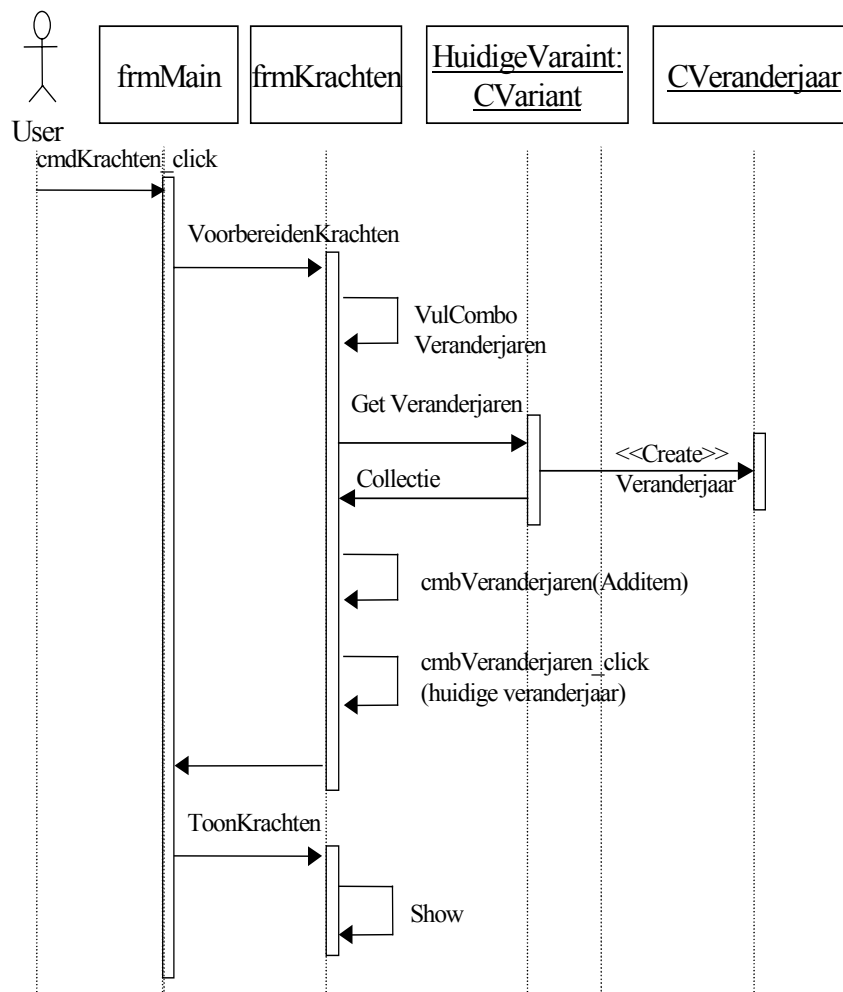 frmMain
frmKrachten
HuidigeVaraint:
CVariant
CVeranderjaar
User
cmdKrachten_click
VoorbereidenKrachten
VulCombo
Veranderjaren
Get Veranderjaren
<<Create>>
Veranderjaar
Collectie
cmbVeranderjaren(Additem)
cmbVeranderjaren_click
(huidige veranderjaar)
ToonKrachten
Show